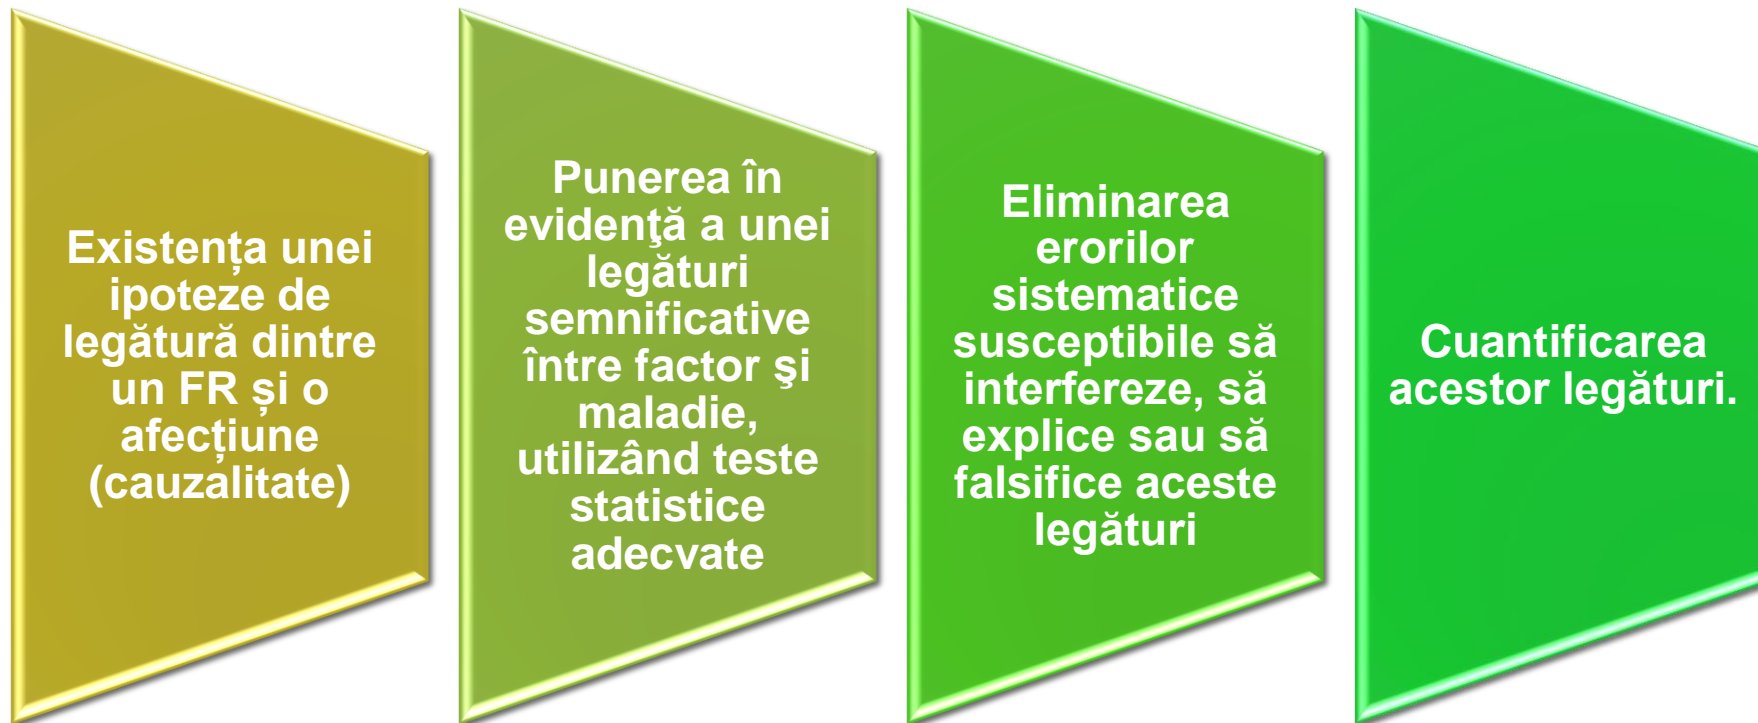 Existența unei
ipoteze de
legătură dintre
un FR și o
afecțiune
(cauzalitate)
Punerea în
evidenţă a unei
legături
semnificative
între factor şi
maladie,
utilizând teste
statistice
adecvate
Eliminarea
erorilor
sistematice
susceptibile să
interfereze, să
explice sau să
falsifice aceste
legături
Cuantificarea
acestor legături.